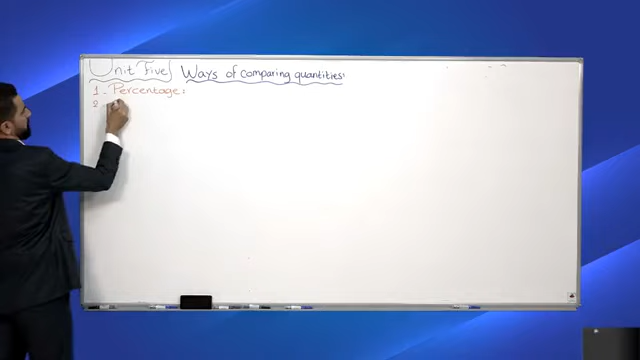 Unit Five Ways of comparing quantities:
1- Percentage:
2-